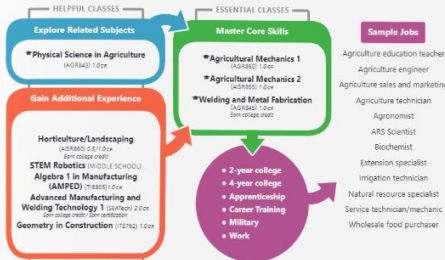 HELPFUL CLASSES
Explore Related Subjects
*Physical Science in Agriculture
(AGR843) 1.0 cr.
Gain Additional Experience
Horticulture/Landscaping
(AGR860) 0.5/1.0 cr.
Earn college credit
STEM Robotics (MIDDLE SCHOOL)
Algebra 1 in Manufacturing
(AMPED) (TIR805) 1.0 cr.
Advanced Manufacturing and
Welding Technology 1 (SEATech) 2.0 cr.
Earn college credit / Earn certification
Geometry in Construction (ITS762) 1.0 cr.
ESSENTIAL CLASSES
Master Core Skills
*Agricultural Mechanics 1
(AGR850) 1.0 cr.
*Agricultural Mechanics 2
(AGR855) 1.0 cr.
*Welding and Metal Fabrication
(AGR848) 1.0 cr.
Earn college credit
• 2-year college
• 4-year college
• Apprenticeship
• Career Training
• Military
• Work
Sample Jobs
Agriculture education teacher
Agriculture engineer
Agriculture sales and marketing
Agriculture technician
Agronomist
ARS Scientist
Biochemist
Extension specialist
Irrigation technician
Natural resource specialist
Service technician/mechanic
Wholesale food purchaser